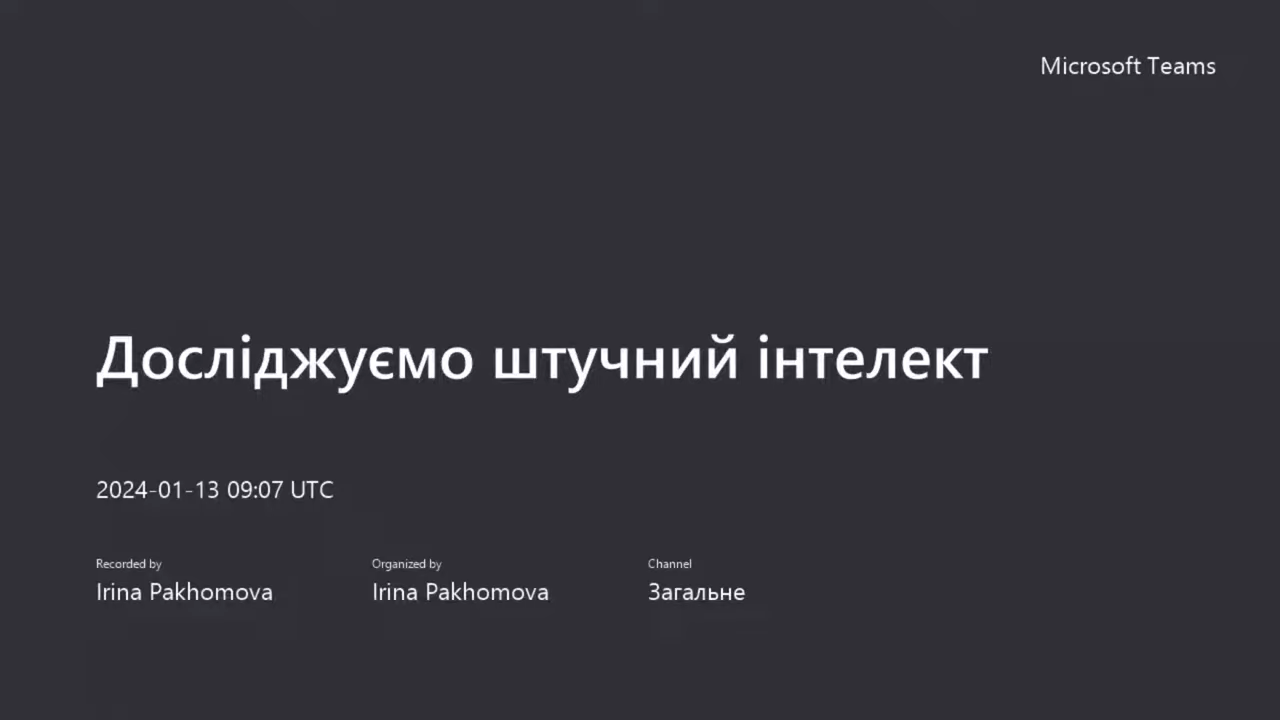 Microsoft Teams
Досліджуємо штучний інтелект
2024-01-13 09:07 UTC
Recorded by
Organized by
Channel
Irina Pakhomova
Irina Pakhomova
Загальне